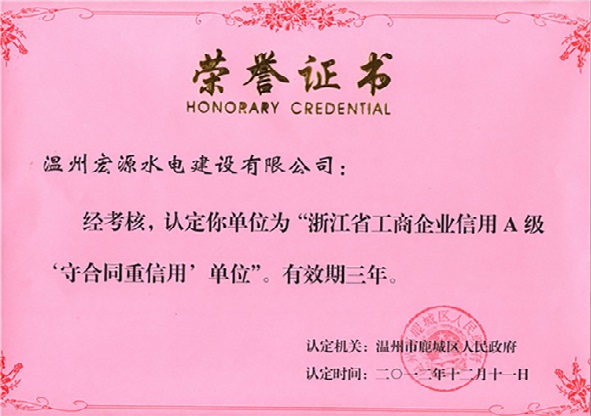 荣誉证书
HONORARY CREDENTIAL
温州宏源水电建设有限公司：
经考核，认定你单位为“浙江省工商企业信用 A 级
‘守合同重信用’单位”。有效期三年。
认定机关：温州市鹿城区人民政府
认定时间：二〇一二年十二月十一日